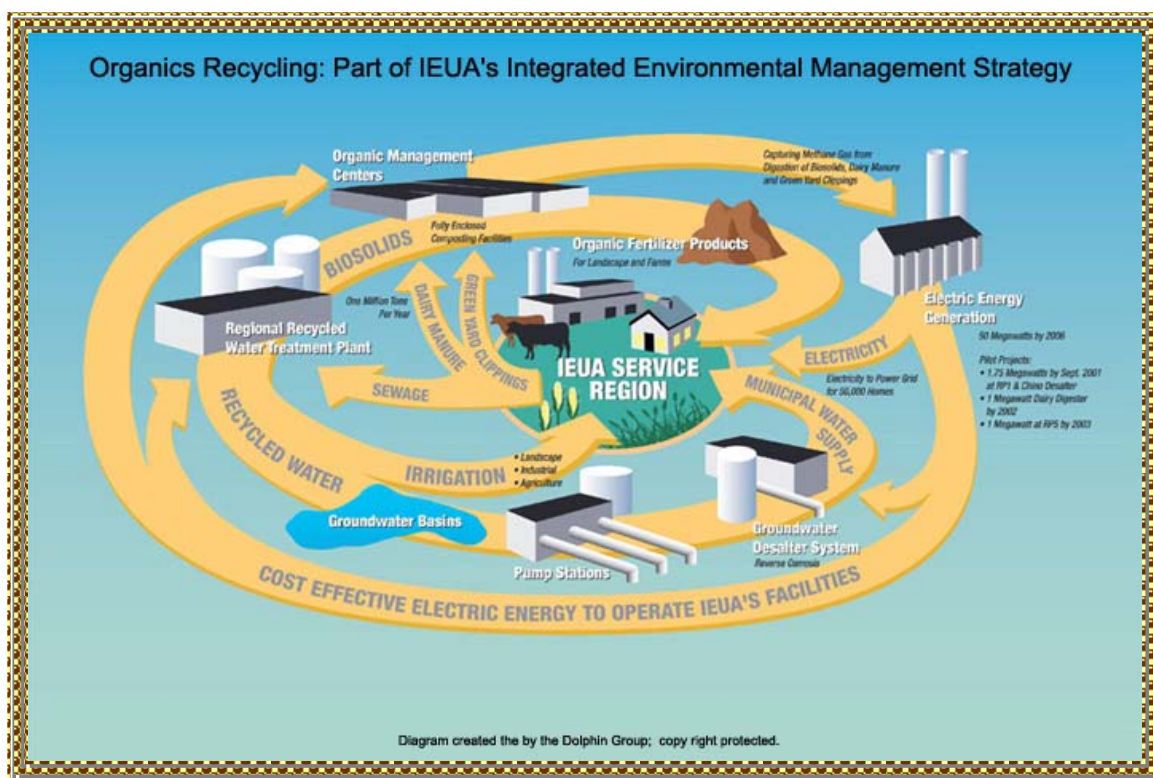 Organics Recycling: Part of IEUA's Integrated Environmental Management Strategy
Organic Management
Centers
Capturing Methane Gas from
Digestion of Biosolids, Dairy Manure
and Green Yard Clippings
BIOSOLIDS
Fully Enclosed
Composting Facilities
Organic Fertilizer Products
For Landscape and Farms
One Million Tons
Per Year
DAIRY MANURE
GREEN YARD CLIPPINGS
Regional Recycled
Water Treatment Plant
Electric Energy
Generation
50 Megawatts by 2006
Pilot Projects:
• 1.75 Megawatts by Sept. 2001
at RP1 & Chino Desalter
• 1 Megawatt Dairy Digester
by 2002
• 1 Megawatt at RP5 by 2003
IEUA SERVICE
REGION
ELECTRICITY
Electricity to Power Grid
for 50,000 Homes
SEWAGE
MUNICIPAL WATER
SUPPLY
RECYCLED WATER
IRRIGATION
• Landscape
• Industrial
• Agriculture
Groundwater Basins
Pump Stations
Groundwater
Desalter System
Reverse Osmosis
COST EFFECTIVE ELECTRIC ENERGY TO OPERATE IEUA'S FACILITIES
Diagram created the by the Dolphin Group; copy right protected.